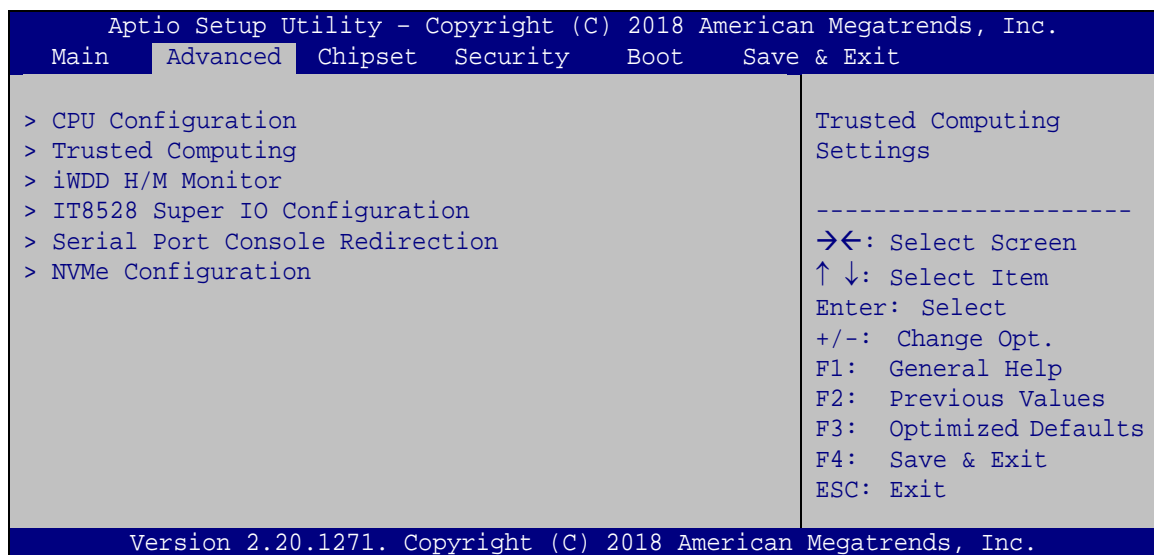 Aptio Setup Utility – Copyright (C) 2018 American Megatrends, Inc.
Main Advanced Chipset Security Boot Save & Exit
> CPU Configuration
> Trusted Computing
> iWDD H/M Monitor
> IT8528 Super IO Configuration
> Serial Port Console Redirection
> NVMe Configuration
Trusted Computing
Settings
----------------------
→←: Select Screen
↑ ↓: Select Item
Enter: Select
+/-: Change Opt.
F1: General Help
F2: Previous Values
F3: Optimized Defaults
F4: Save & Exit
ESC: Exit
Version 2.20.1271. Copyright (C) 2018 American Megatrends, Inc.